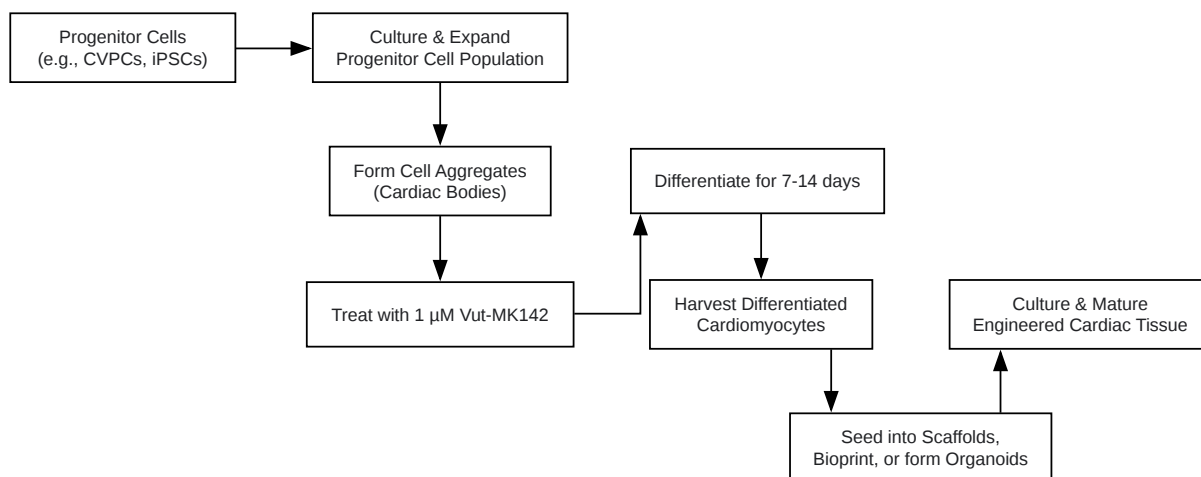 Progenitor Cells
(e.g., CVPCs, iPSCs)
Culture & Expand
Progenitor Cell Population
Form Cell Aggregates
(Cardiac Bodies)
Treat with 1 µM Vut-MK142
Differentiate for 7-14 days
Harvest Differentiated
Cardiomyocytes
Seed into Scaffolds,
Bioprint, or form Organoids
Culture & Mature
Engineered Cardiac Tissue